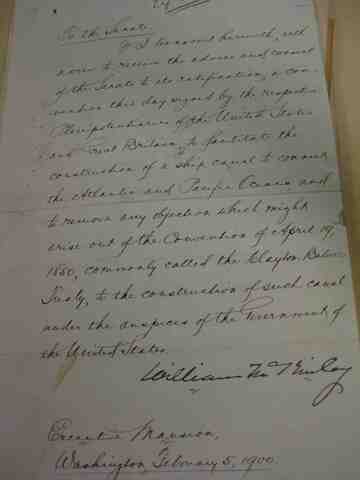 To the Senate:
I transmit herewith, with
a view to receive the advice and consent
of the Senate to its ratification, a con-
vention this day signed by the respective
Plenipotentiaries of the United States
and Great Britain, to facilitate the
construction of a ship canal to connect
the Atlantic and Pacific Oceans, and
to remove any objection which might
arise out of the Convention of April 19,
1850, commonly called the Clayton Bulwer
Treaty, to the construction of such canal
under the auspices of the Government of
the United States.
William McKinley
Executive Mansion,
Washington, February 5, 1900.